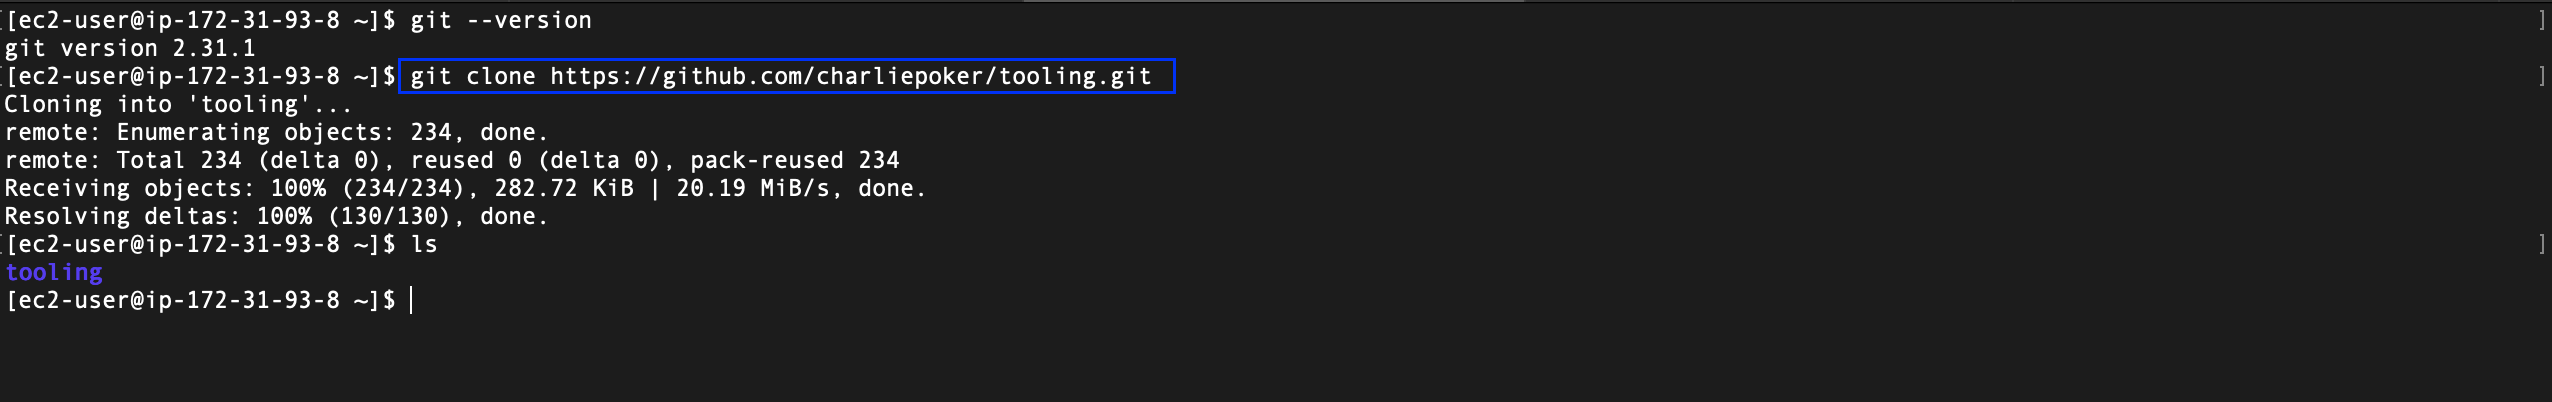 [[ec2-user@ip-172-31-93-8 ~]$ git --version ]
git version 2.31.1
[[ec2-user@ip-172-31-93-8 ~]$ git clone https://github.com/charliepoker/tooling.git ]
Cloning into 'tooling'...
remote: Enumerating objects: 234, done.
remote: Total 234 (delta 0), reused 0 (delta 0), pack-reused 234
Receiving objects: 100% (234/234), 282.72 KiB | 20.19 MiB/s, done.
Resolving deltas: 100% (130/130), done.
[[ec2-user@ip-172-31-93-8 ~]$ ls ]
tooling
[ec2-user@ip-172-31-93-8 ~]$